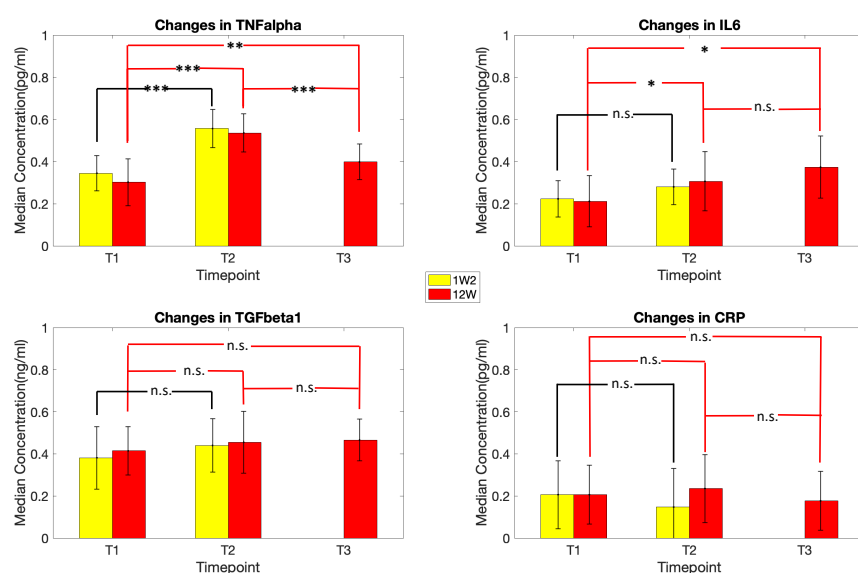 Changes in TNFalpha
Median Concentration(pg/ml)
1
0.8
0.6
0.4
0.2
0
**
***
***
***
T1
T2
T3
Timepoint
Changes in IL6
Median Concentration(pg/ml)
1
0.8
0.6
0.4
0.2
0
*
*
n.s.
n.s.
T1
T2
T3
Timepoint
1W2
12W
Changes in TGFbeta1
Median Concentration(ng/ml)
1
0.8
0.6
0.4
0.2
0
n.s.
n.s.
n.s.
n.s.
T1
T2
T3
Timepoint
Changes in CRP
Median Concentration(pg/ml)
1
0.8
0.6
0.4
0.2
0
n.s.
n.s.
n.s.
n.s.
T1
T2
T3
Timepoint